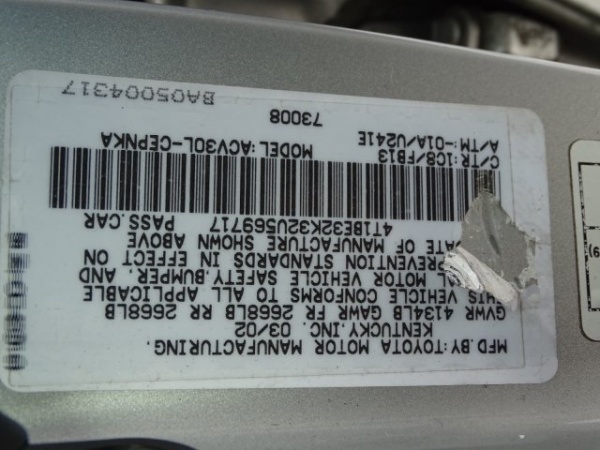 MFD.BY:TOYOTA MOTOR MANUFACTURING,
KENTUCKY,INC. 03/02
GVWR 4134LB GAWR FR 2668LB RR 2668LB
THIS VEHICLE CONFORMS TO ALL APPLICABLE
MOTOR VEHICLE SAFETY,BUMPER, AND
PREVENTION STANDARDS IN EFFECT ON
DATE OF MANUFACTURE SHOWN ABOVE
4T1BE32K32U569717 PASS.CAR
C/TR:1C8/FB13 MODEL:ACV30L-CEPNKA
A/TM:-01A/U241E
73008
BA05004317